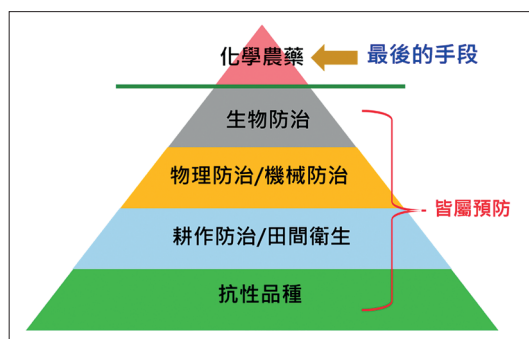 化學農藥
最後的手段
生物防治
物理防治/機械防治
皆屬預防
耕作防治/田間衛生
抗性品種